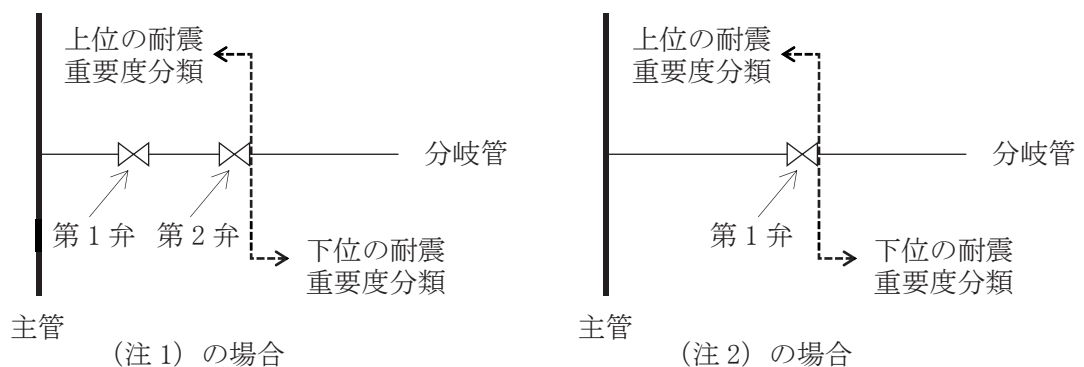 上位の耐震
重要度分類
分岐管
第1弁 第2弁
下位の耐震
重要度分類
主管
(注1)の場合
上位の耐震
重要度分類
分岐管
第1弁
下位の耐震
重要度分類
主管
(注2)の場合